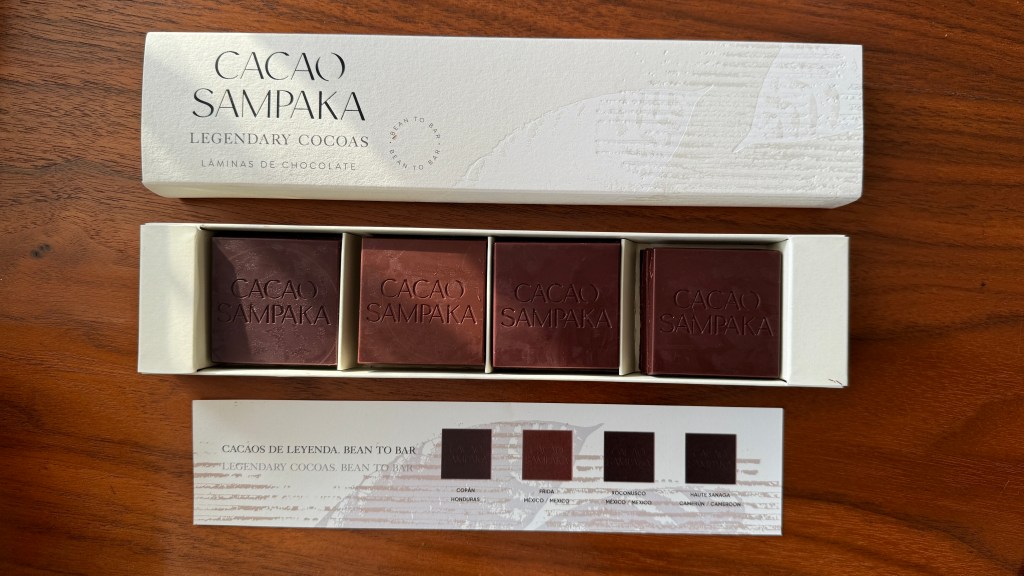 CACAO
SAMPAKA
LEGENDARY COCOAS
LÁMINAS DE CHOCOLATE
BEAN TO BAR · BEAN TO BAR ·
CACAO
SAMPAKA
CACAO
SAMPAKA
CACAO
SAMPAKA
CACAO
SAMPAKA
CACAOS DE LEYENDA. BEAN TO BAR
LEGENDARY COCOAS. BEAN TO BAR
COPÁN
HONDURAS
FRIDA
MÉXICO / MEXICO
XOCONUSCO
MÉXICO / MEXICO
HAUTE SANAGA
CAMERÚN / CAMEROON